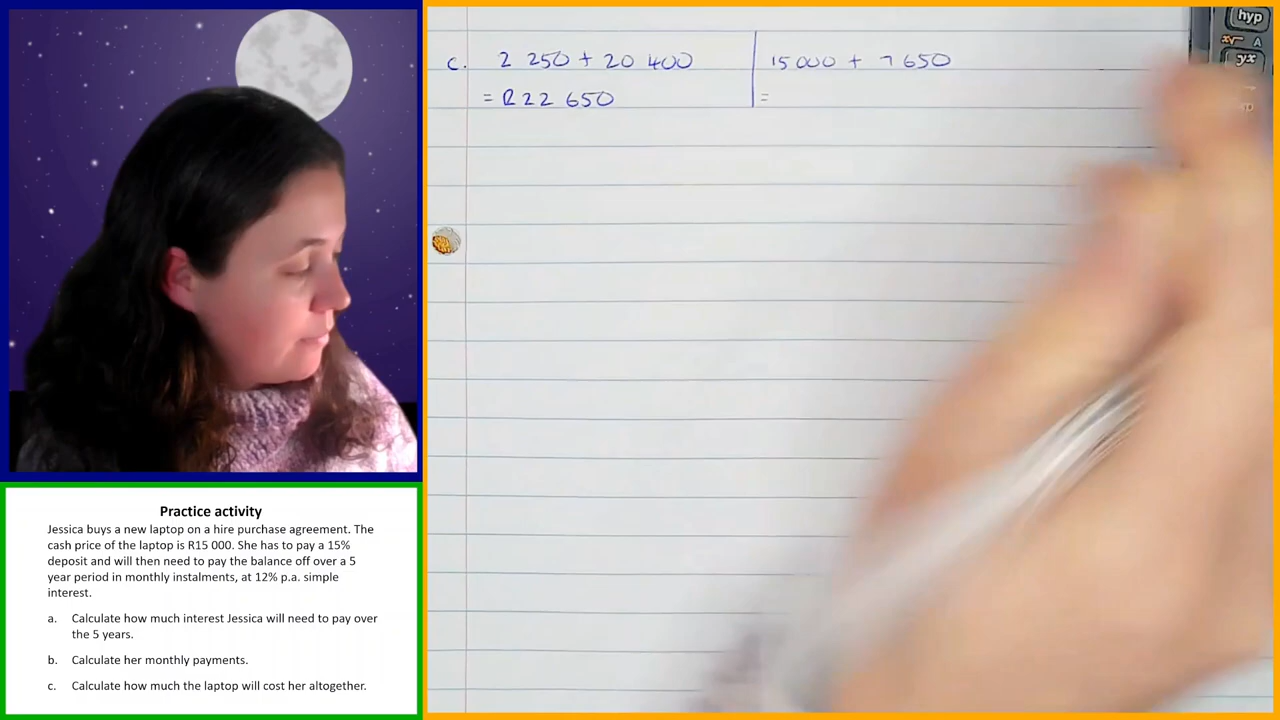 c. 2 250 + 20 400
= R22 650
15 000 + 7 650
=
hyp
yx
Practice activity
Jessica buys a new laptop on a hire purchase agreement. The
cash price of the laptop is R15 000. She has to pay a 15%
deposit and will then need to pay the balance off over a 5
year period in monthly instalments, at 12% p.a. simple
interest.
a. Calculate how much interest Jessica will need to pay over
the 5 years.
b. Calculate her monthly payments.
c. Calculate how much the laptop will cost her altogether.